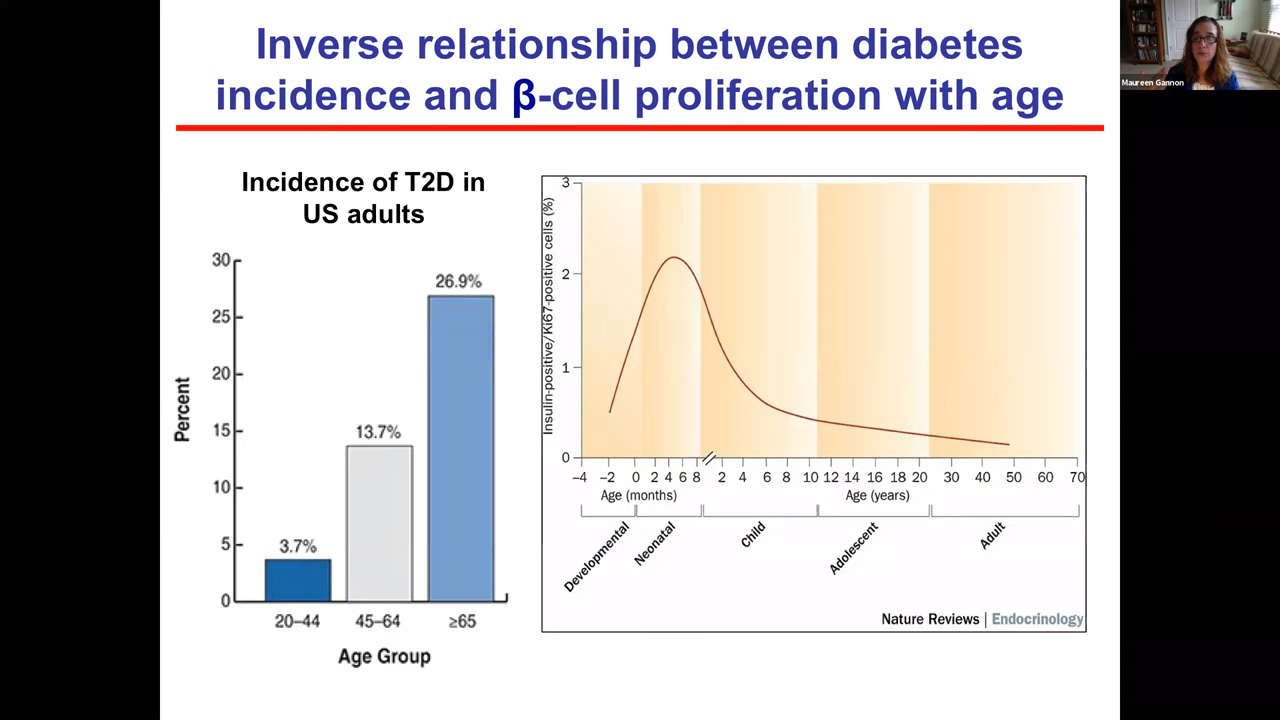 Inverse relationship between diabetes
incidence and β-cell proliferation with age
Maureen Gannon
Incidence of T2D in
US adults
Percent
30
25
20
15
10
5
0
3.7%
13.7%
26.9%
20–44 45–64 ≥65
Age Group
Insulin-positive/Ki67-positive cells (%)
3
2
1
0
–4 –2 0 2 4 6 8 2 4 6 8 10 12 14 16 18 20 30 40 50 60 70
Age (months) Age (years)
Developmental
Neonatal
Child
Adolescent
Adult
Nature Reviews | Endocrinology